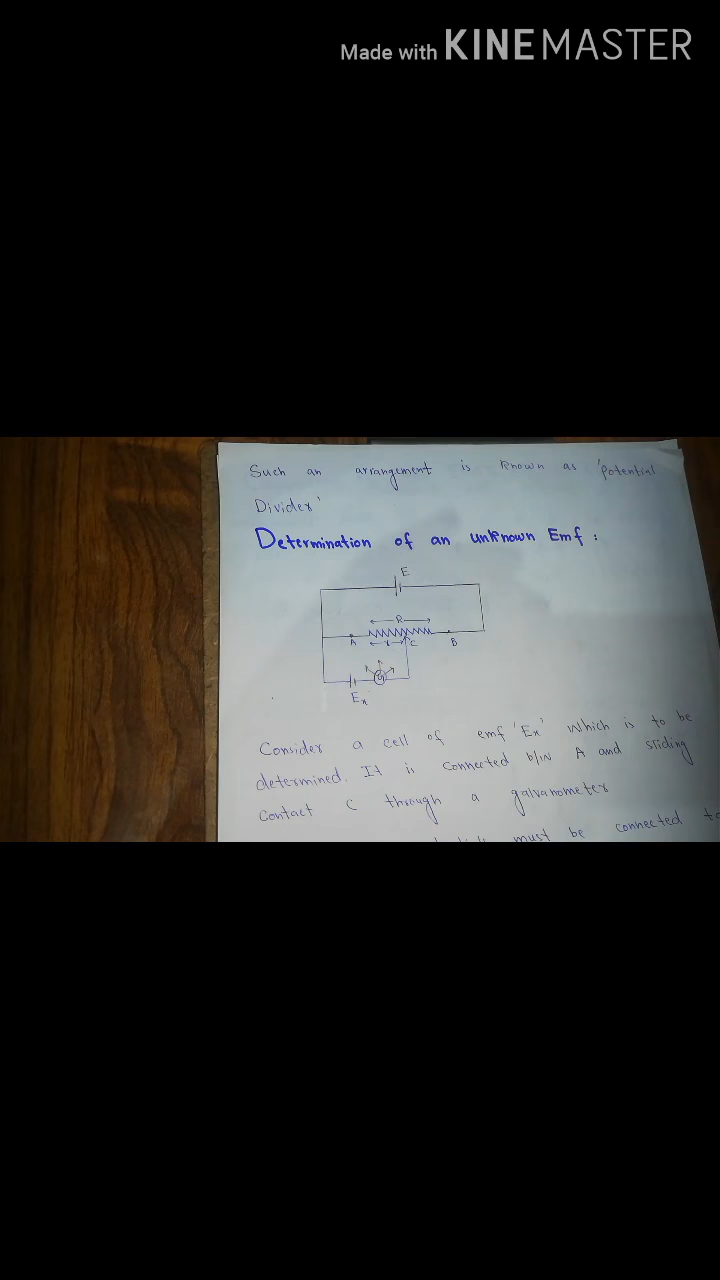 Made with KINEMASTER
Such an arrangement is known as 'Potential
Divider'
Determination of an unknown Emf :
E
R
A r C B
G
Ex
Consider a cell of emf 'Ex' which is to be
determined. It is connected b/w A and sliding
contact C through a galvanometer
must be connected to